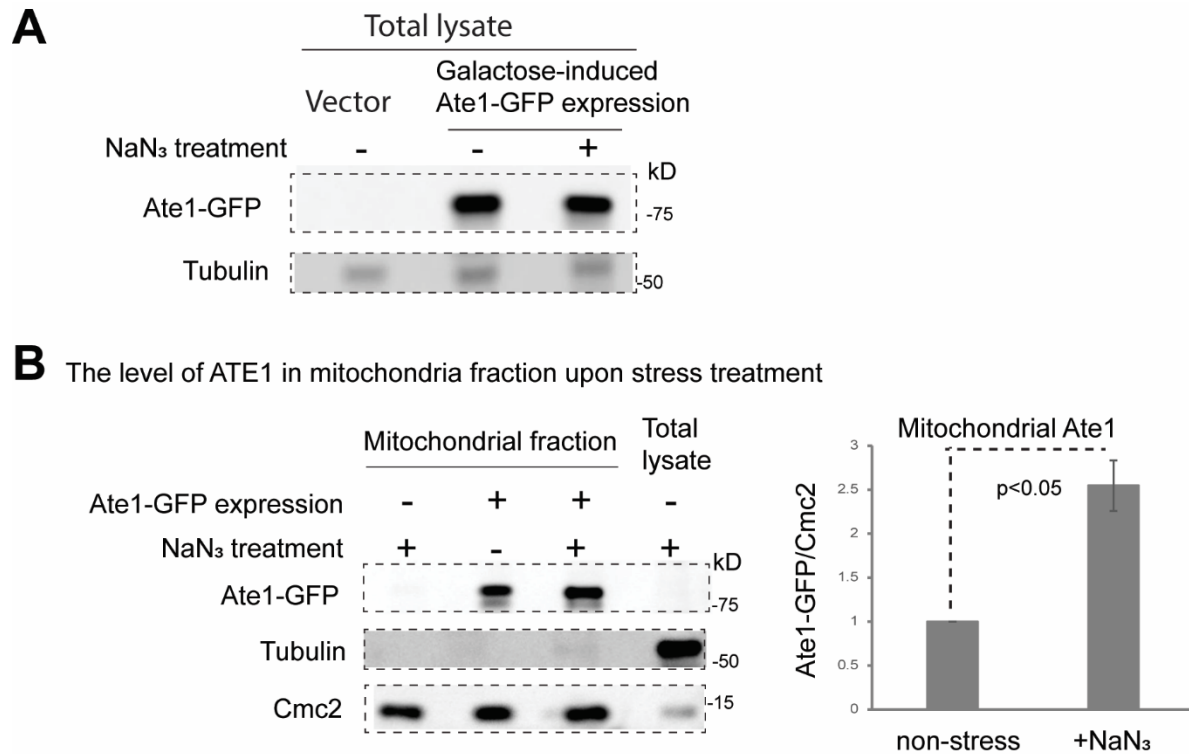 A
Total lysate
Galactose-induced
Vector Ate1-GFP expression
NaN₃ treatment - - +
kD
Ate1-GFP
-75
Tubulin
-50
B The level of ATE1 in mitochondria fraction upon stress treatment
Mitochondrial fraction Total lysate
Ate1-GFP expression - + + -
NaN₃ treatment + - + +
kD
Ate1-GFP
-75
Tubulin
-50
Cmc2
-15
Mitochondrial Ate1
p<0.05
Ate1-GFP/Cmc2
3
2.5
2
1.5
1
0.5
0
non-stress +NaN₃